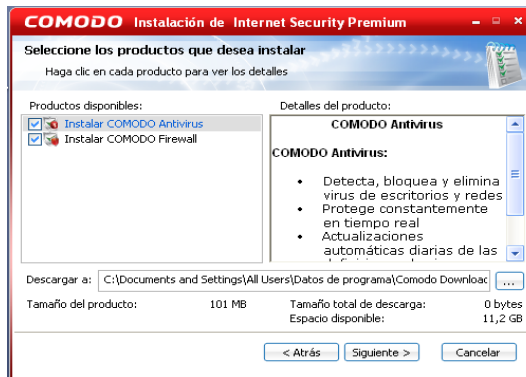 COMODO Instalación de Internet Security Premium
Seleccione los productos que desea instalar
Haga clic en cada producto para ver los detalles
Productos disponibles:
Instalar COMODO Antivirus
Instalar COMODO Firewall
Detalles del producto:
COMODO Antivirus
COMODO Antivirus:
• Detecta, bloquea y elimina
virus de escritorios y redes
• Protege constantemente
en tiempo real
• Actualizaciones
automáticas diarias de las
Descargar a: C:\Documents and Settings\All Users\Datos de programa\Comodo Downloac ...
Tamaño del producto: 101 MB
Tamaño total de descarga: 0 bytes
Espacio disponible: 11,2 GB
< Atrás Siguiente > Cancelar